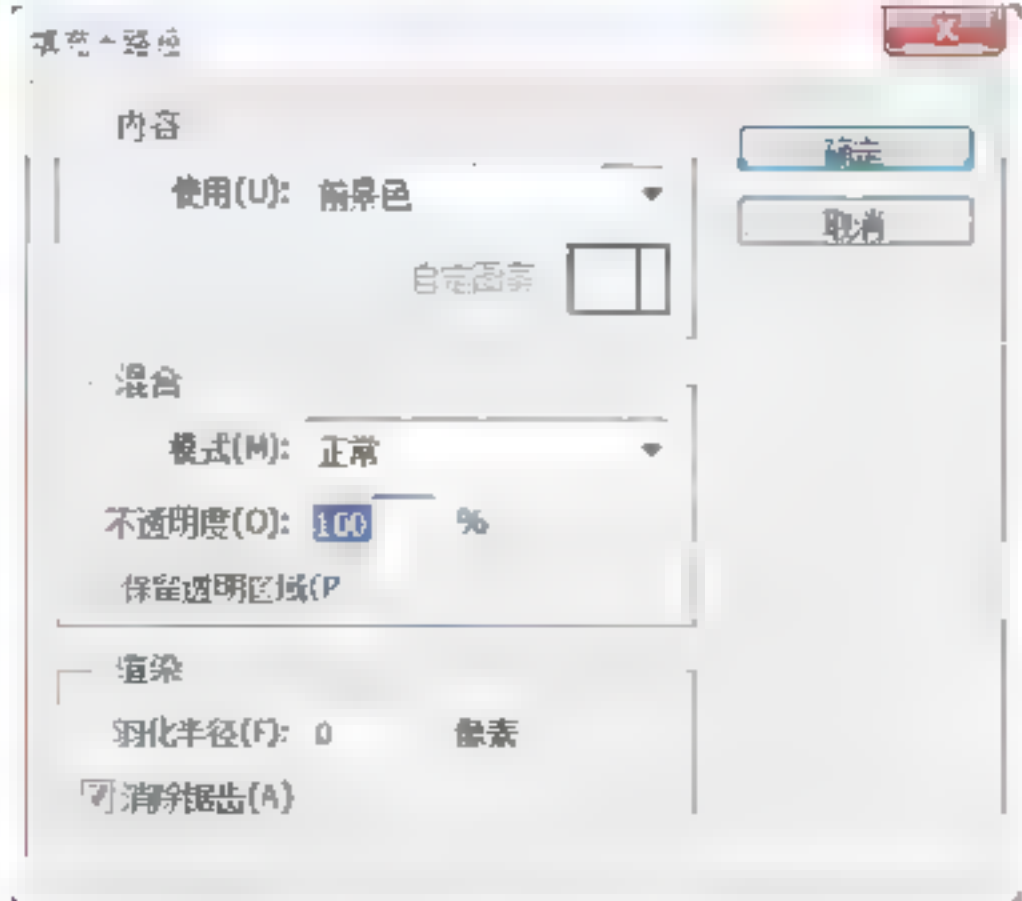 填充路径
内容
使用(U): 前景色
自定图案
混合
模式(M): 正常
不透明度(O): 100 %
保留透明区域(P
渲染
羽化半径(F): 0 像素
消除锯齿(A)
确定
取消